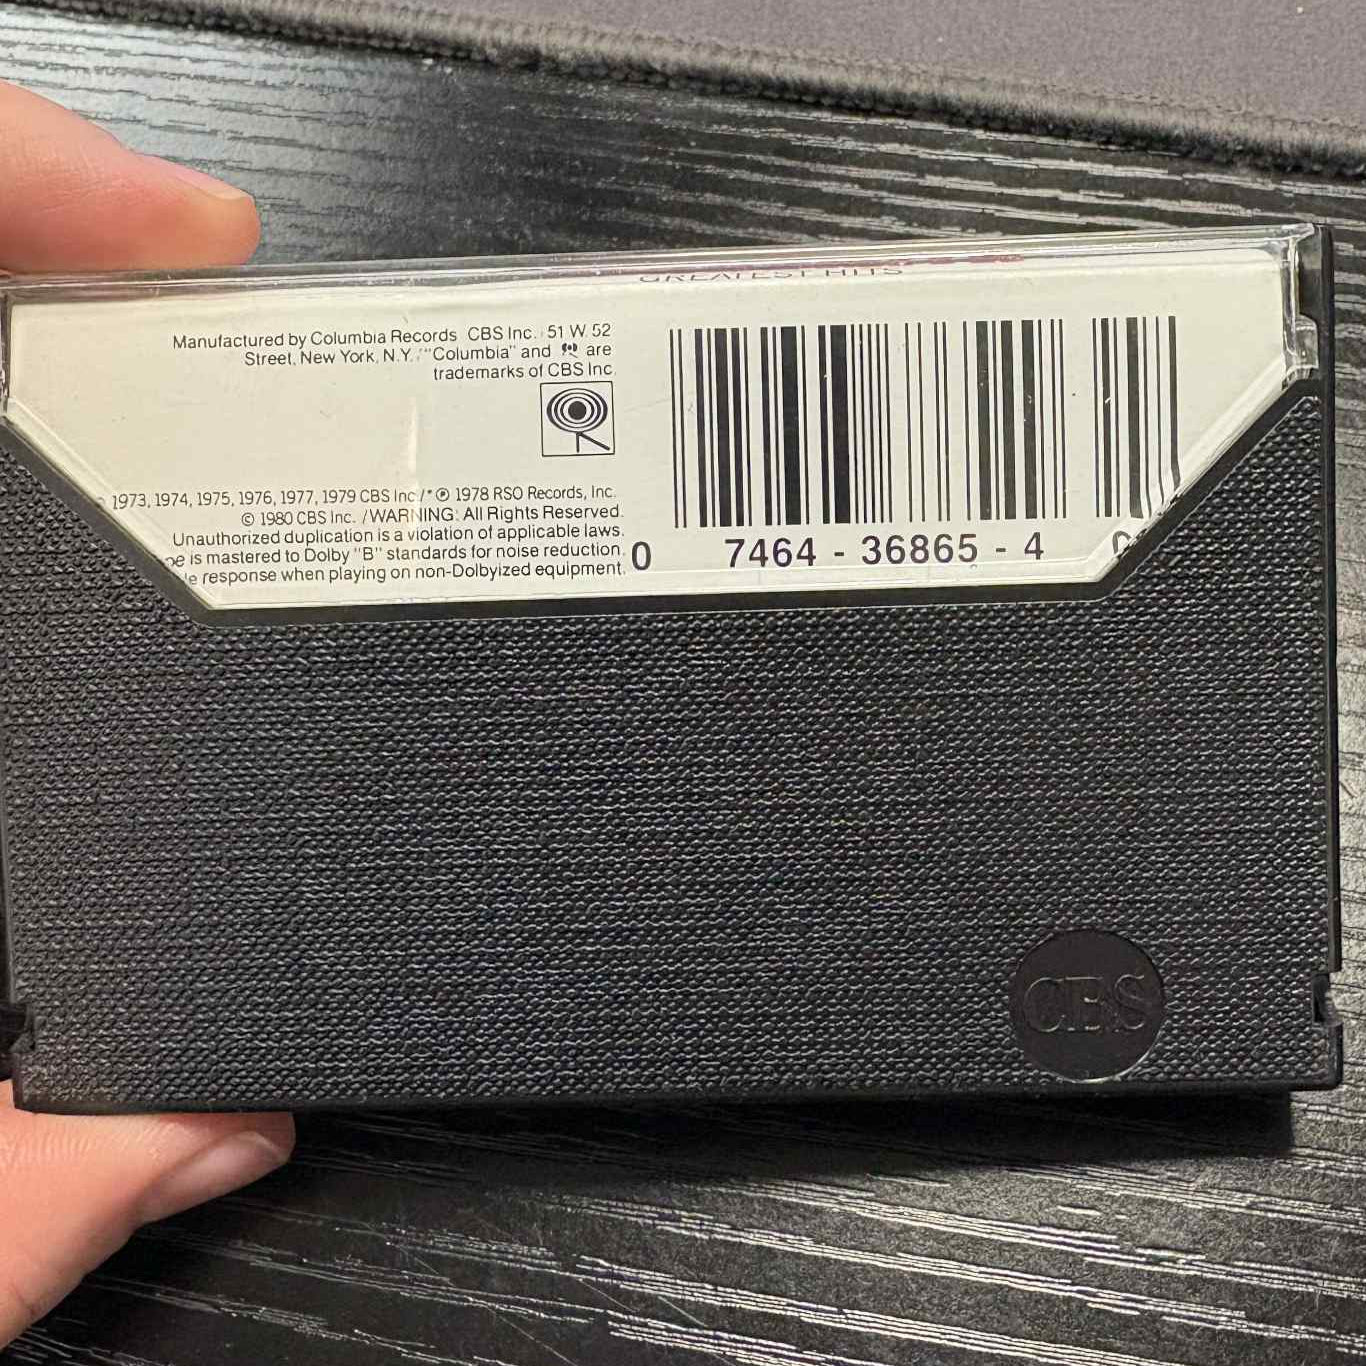 GREATEST HITS
Manufactured by Columbia Records CBS Inc. 51 W. 52
Street, New York, N.Y. "Columbia" and are
trademarks of CBS Inc.
1973, 1974, 1975, 1976, 1977, 1979 CBS Inc./*℗ 1978 RSO Records, Inc.
© 1980 CBS Inc. /WARNING: All Rights Reserved.
Unauthorized duplication is a violation of applicable laws.
is mastered to Dolby "B" standards for noise reduction.
response when playing on non-Dolbyized equipment.
0 7464 - 36865 - 4
CBS